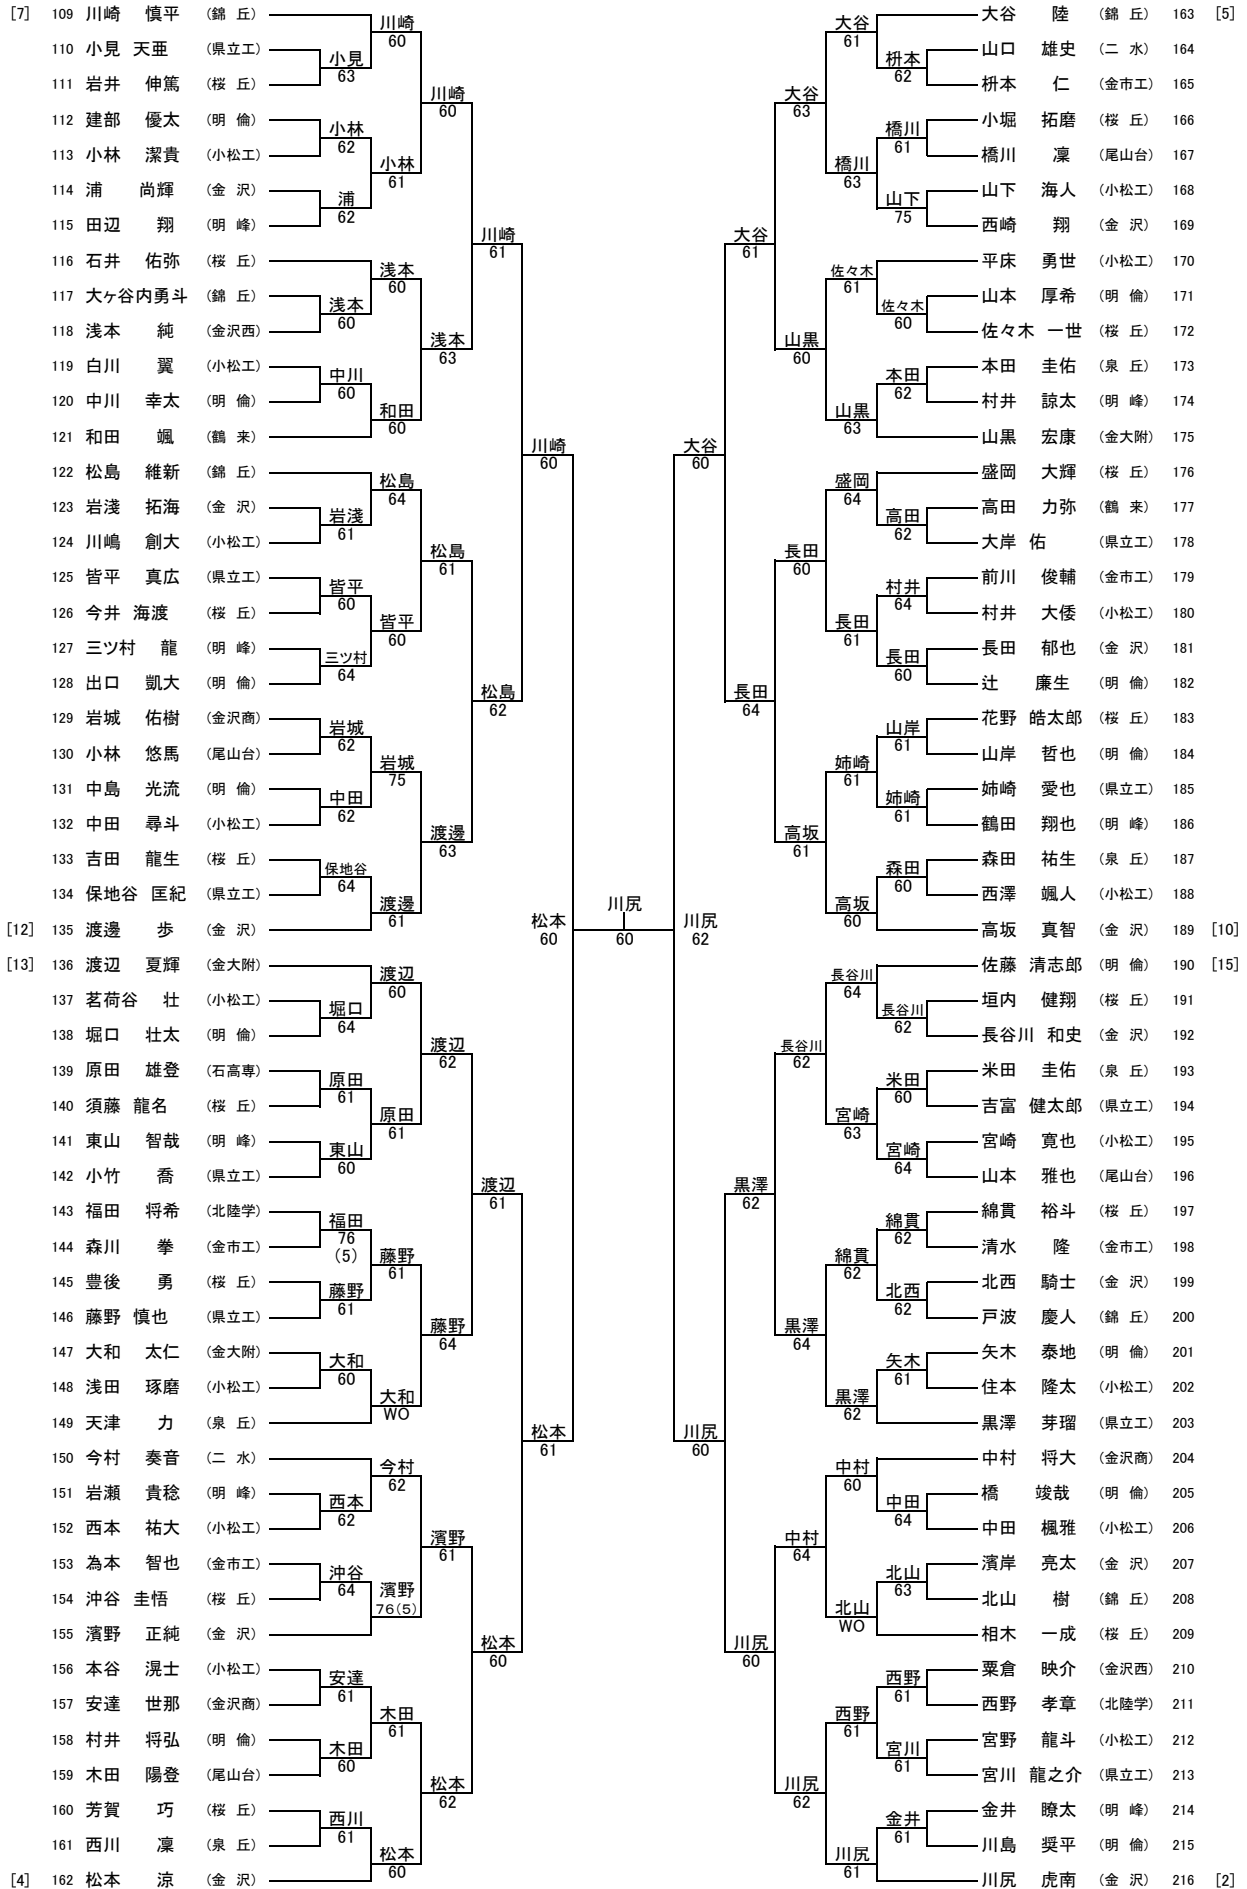 [7] 109 川崎 慎平 (錦 丘)
110 小見 天亜 (県立工)
111 岩井 伸篤 (桜 丘)
112 建部 優太 (明 倫)
113 小林 潔貴 (小松工)
114 浦 尚輝 (金 沢)
115 田辺 翔 (明 峰)
116 石井 佑弥 (桜 丘)
117 大ヶ谷内勇斗 (錦 丘)
118 浅本 純 (金沢西)
119 白川 翼 (小松工)
120 中川 幸太 (明 倫)
121 和田 颯 (鶴 来)
122 松島 維新 (錦 丘)
123 岩淺 拓海 (金 沢)
124 川嶋 創大 (小松工)
125 皆平 真広 (県立工)
126 今井 海渡 (桜 丘)
127 三ツ村 龍 (明 峰)
128 出口 凱大 (明 倫)
129 岩城 佑樹 (金沢商)
130 小林 悠馬 (尾山台)
131 中島 光流 (明 倫)
132 中田 尋斗 (小松工)
133 吉田 龍生 (桜 丘)
134 保地谷 匡紀 (県立工)
[12] 135 渡邊 歩 (金 沢)
[13] 136 渡辺 夏輝 (金大附)
137 茗荷谷 壮 (小松工)
138 堀口 壮太 (明 倫)
139 原田 雄登 (石高専)
140 須藤 龍名 (桜 丘)
141 東山 智哉 (明 峰)
142 小竹 喬 (県立工)
143 福田 将希 (北陸学)
144 森川 拳 (金市工)
145 豊後 勇 (桜 丘)
146 藤野 慎也 (県立工)
147 大和 太仁 (金大附)
148 浅田 琢磨 (小松工)
149 天津 力 (泉 丘)
150 今村 奏音 (二 水)
151 岩瀬 貴稔 (明 峰)
152 西本 祐大 (小松工)
153 為本 智也 (金市工)
154 沖谷 圭悟 (桜 丘)
155 濱野 正純 (金 沢)
156 本谷 滉士 (小松工)
157 安達 世那 (金沢商)
158 村井 将弘 (明 倫)
159 木田 陽登 (尾山台)
160 芳賀 巧 (桜 丘)
161 西川 凜 (泉 丘)
[4] 162 松本 涼 (金 沢)
小見
63
小林
62
浦
62
浅本
60
中川
60
岩淺
61
皆平
60
三ツ村
64
岩城
62
中田
62
保地谷
64
堀口
64
原田
61
東山
60
福田
76
(5)
藤野
61
大和
60
西本
62
沖谷
64
安達
61
木田
60
西川
61
川崎
60
小林
61
浅本
60
和田
60
松島
64
皆平
60
岩城
75
渡邊
61
渡辺
60
原田
61
藤野
61
大和
WO
今村
62
濱野
76(5)
木田
61
松本
60
川崎
60
浅本
63
松島
61
渡邊
63
渡辺
62
藤野
64
濱野
61
松本
62
川崎
61
松島
62
渡辺
61
松本
60
川崎
60
松本
61
松本
60
川尻
60
川尻
62
大谷
60
川尻
60
大谷
61
長田
64
黒澤
62
川尻
60
大谷
63
山黒
60
長田
60
高坂
61
長谷川
62
黒澤
64
中村
64
川尻
62
大谷
61
橋川
63
佐々木
61
山黒
63
盛岡
64
長田
61
姉崎
61
高坂
60
長谷川
64
宮崎
63
綿貫
62
黒澤
62
中村
60
北山
WO
西野
61
川尻
61
枡本
62
橋川
61
山下
75
佐々木
60
本田
62
高田
62
村井
64
長田
60
山岸
61
姉崎
61
森田
60
長谷川
62
米田
60
宮崎
64
綿貫
62
北西
62
矢木
61
中田
64
北山
63
西野
61
宮川
61
金井
61
大谷 陸 (錦 丘) 163 [5]
山口 雄史 (二 水) 164
枡本 仁 (金市工) 165
小堀 拓磨 (桜 丘) 166
橋川 凜 (尾山台) 167
山下 海人 (小松工) 168
西崎 翔 (金 沢) 169
平床 勇世 (小松工) 170
山本 厚希 (明 倫) 171
佐々木 一世 (桜 丘) 172
本田 圭佑 (泉 丘) 173
村井 諒太 (明 峰) 174
山黒 宏康 (金大附) 175
盛岡 大輝 (桜 丘) 176
高田 力弥 (鶴 来) 177
大岸 佑 (県立工) 178
前川 俊輔 (金市工) 179
村井 大倭 (小松工) 180
長田 郁也 (金 沢) 181
辻 廉生 (明 倫) 182
花野 皓太郎 (桜 丘) 183
山岸 哲也 (明 倫) 184
姉崎 愛也 (県立工) 185
鶴田 翔也 (明 峰) 186
森田 祐生 (泉 丘) 187
西澤 颯人 (小松工) 188
高坂 真智 (金 沢) 189 [10]
佐藤 清志郎 (明 倫) 190 [15]
垣内 健翔 (桜 丘) 191
長谷川 和史 (金 沢) 192
米田 圭佑 (泉 丘) 193
吉富 健太郎 (県立工) 194
宮崎 寛也 (小松工) 195
山本 雅也 (尾山台) 196
綿貫 裕斗 (桜 丘) 197
清水 隆 (金市工) 198
北西 騎士 (金 沢) 199
戸波 慶人 (錦 丘) 200
矢木 泰地 (明 倫) 201
住本 隆太 (小松工) 202
黒澤 芽瑠 (県立工) 203
中村 将大 (金沢商) 204
橋 竣哉 (明 倫) 205
中田 楓雅 (小松工) 206
濱岸 亮太 (金 沢) 207
北山 樹 (錦 丘) 208
相木 一成 (桜 丘) 209
粟倉 映介 (金沢西) 210
西野 孝章 (北陸学) 211
宮野 龍斗 (小松工) 212
宮川 龍之介 (県立工) 213
金井 瞭太 (明 峰) 214
川島 奨平 (明 倫) 215
川尻 虎南 (金 沢) 216 [2]